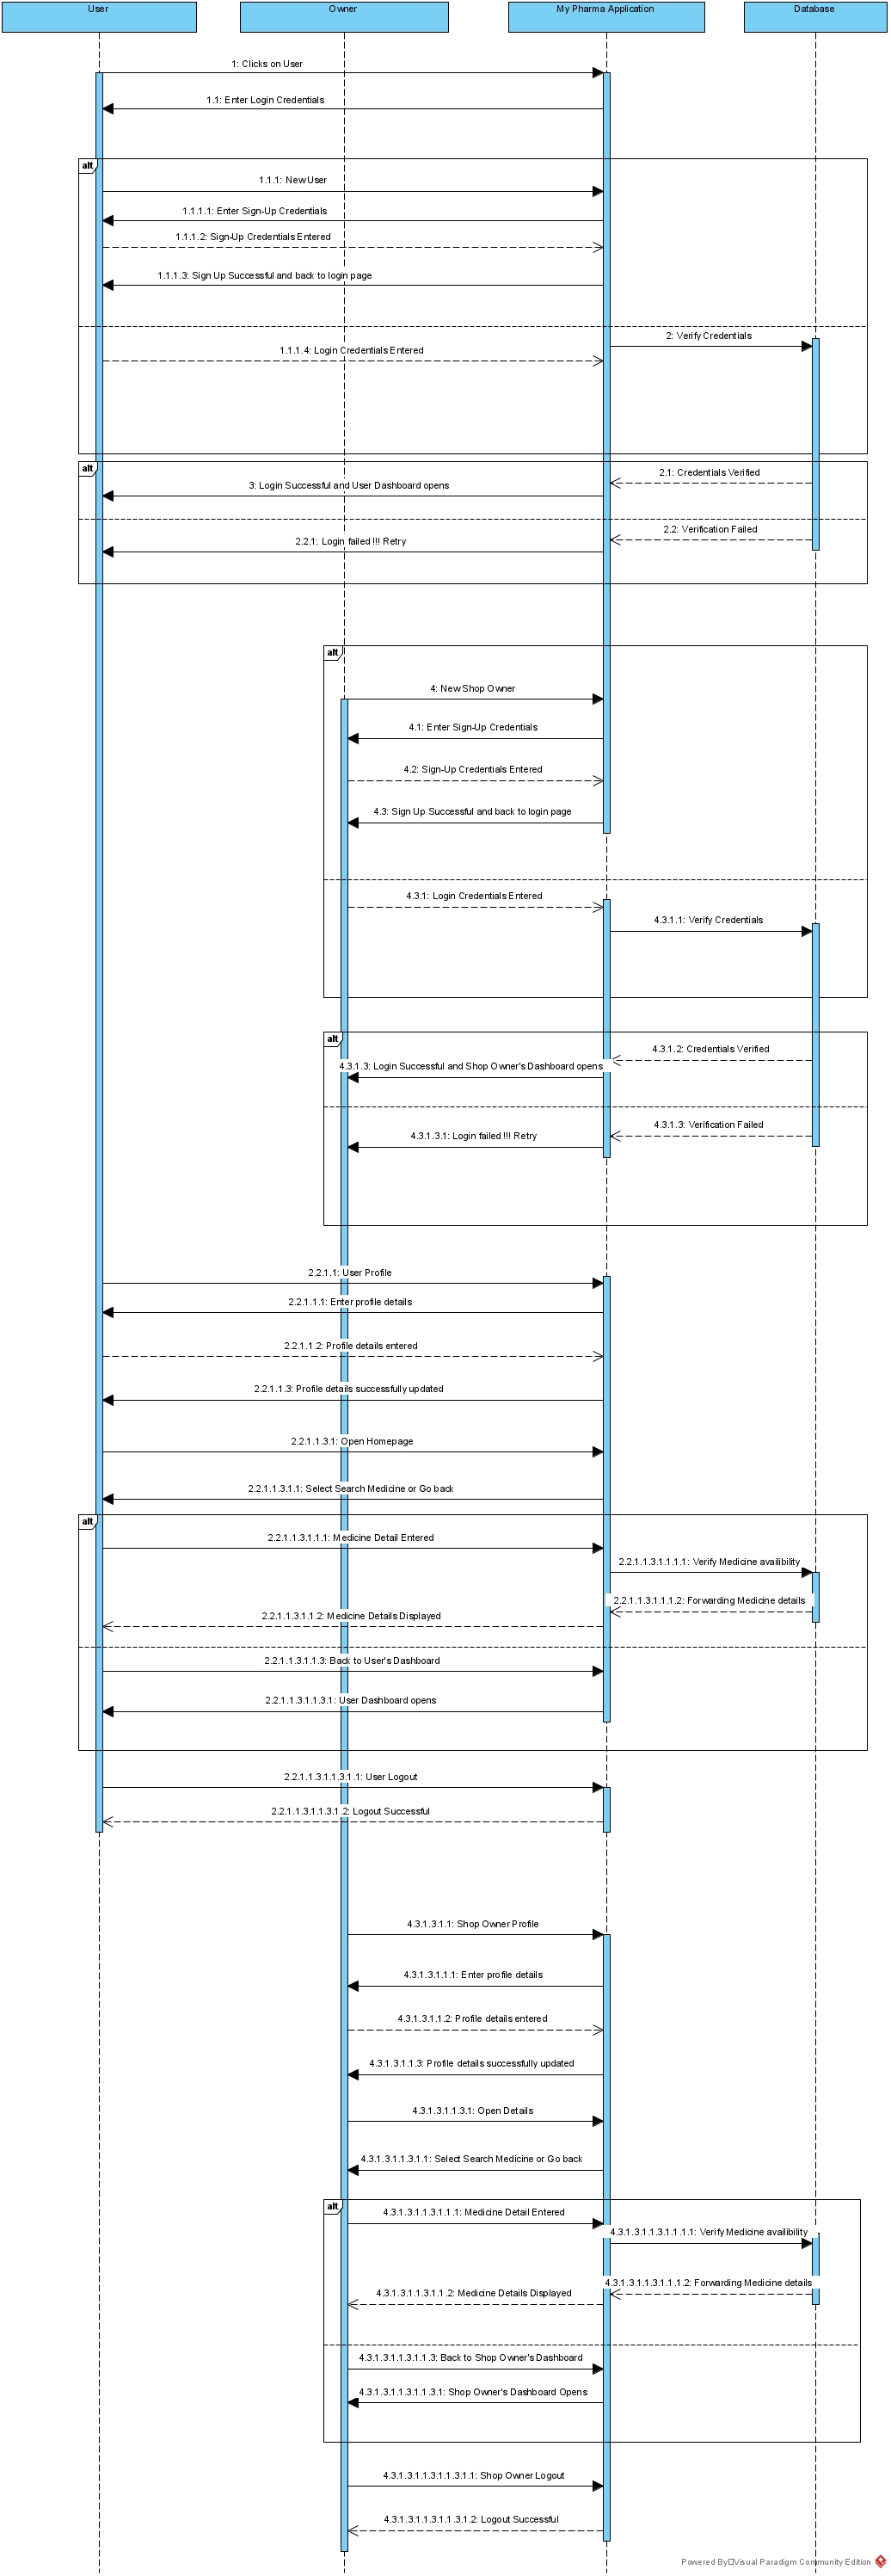 User
Owner
My Pharma Application
Database
1: Clicks on User
1.1: Enter Login Credentials
alt
1.1.1: New User
1.1.1.1: Enter Sign-Up Credentials
1.1.1.2: Sign-Up Credentials Entered
1.1.1.3: Sign Up Successful and back to login page
2: Verify Credentials
1.1.1.4: Login Credentials Entered
alt
2.1: Credentials Verified
3: Login Successful and User Dashboard opens
2.2: Verification Failed
2.2.1: Login failed !!! Retry
alt
4: New Shop Owner
4.1: Enter Sign-Up Credentials
4.2: Sign-Up Credentials Entered
4.3: Sign Up Successful and back to login page
4.3.1: Login Credentials Entered
4.3.1.1: Verify Credentials
alt
4.3.1.2: Credentials Verified
4.3.1.3: Login Successful and Shop Owner's Dashboard opens
4.3.1.3: Verification Failed
4.3.1.3.1: Login failed !!! Retry
2.2.1.1: User Profile
2.2.1.1.1: Enter profile details
2.2.1.1.2: Profile details entered
2.2.1.1.3: Profile details successfully updated
2.2.1.1.3.1: Open Homepage
2.2.1.1.3.1.1: Select Search Medicine or Go back
alt
2.2.1.1.3.1.1.1: Medicine Detail Entered
2.2.1.1.3.1.1.1.1: Verify Medicine availibility
2.2.1.1.3.1.1.1.2: Forwarding Medicine details
2.2.1.1.3.1.1.2: Medicine Details Displayed
2.2.1.1.3.1.1.3: Back to User's Dashboard
2.2.1.1.3.1.1.3.1: User Dashboard opens
2.2.1.1.3.1.1.3.1.1: User Logout
2.2.1.1.3.1.1.3.1.2: Logout Successful
4.3.1.3.1.1: Shop Owner Profile
4.3.1.3.1.1.1: Enter profile details
4.3.1.3.1.1.2: Profile details entered
4.3.1.3.1.1.3: Profile details successfully updated
4.3.1.3.1.1.3.1: Open Details
4.3.1.3.1.1.3.1.1: Select Search Medicine or Go back
alt
4.3.1.3.1.1.3.1.1.1: Medicine Detail Entered
4.3.1.3.1.1.3.1.1.1.1: Verify Medicine availibility
4.3.1.3.1.1.3.1.1.1.2: Forwarding Medicine details
4.3.1.3.1.1.3.1.1.2: Medicine Details Displayed
4.3.1.3.1.1.3.1.1.3: Back to Shop Owner's Dashboard
4.3.1.3.1.1.3.1.1.3.1: Shop Owner's Dashboard Opens
4.3.1.3.1.1.3.1.1.3.1.1: Shop Owner Logout
4.3.1.3.1.1.3.1.1.3.1.2: Logout Successful
Powered By Visual Paradigm Community Edition